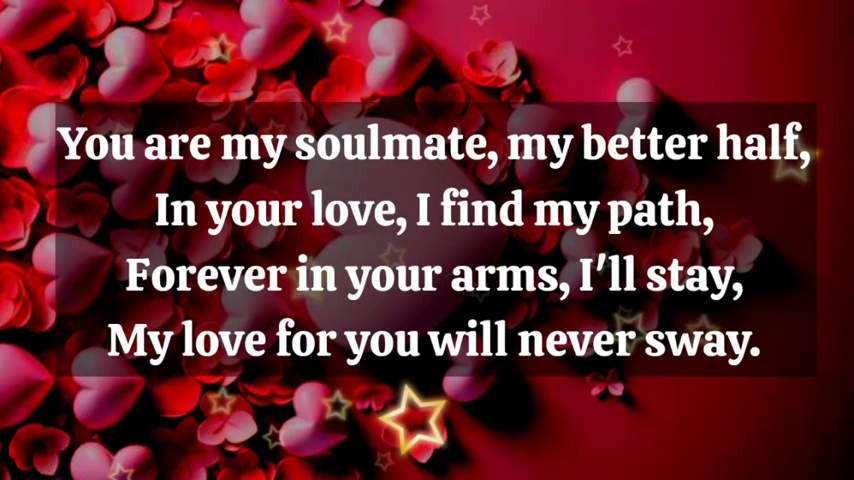 You are my soulmate, my better half,
In your love, I find my path,
Forever in your arms, I'll stay,
My love for you will never sway.